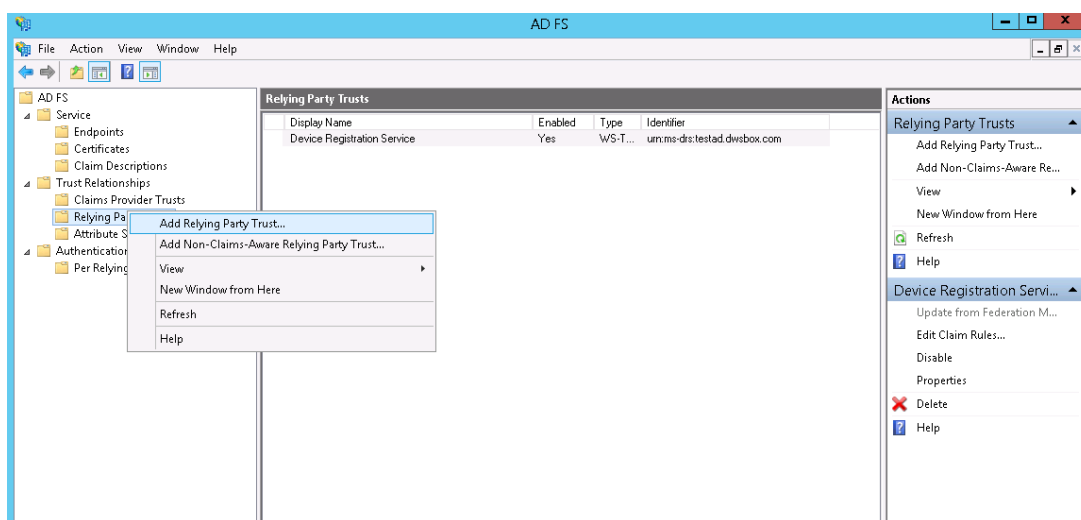 AD FS
File Action View Window Help
AD FS
Service
Endpoints
Certificates
Claim Descriptions
Trust Relationships
Claims Provider Trusts
Relying Pa
Attribute S
Authentication
Per Relying
Add Relying Party Trust...
Add Non-Claims-Aware Relying Party Trust...
View
New Window from Here
Refresh
Help
Relying Party Trusts
Display Name Enabled Type Identifier
Device Registration Service Yes WS-T... urn:ms-drs:testad.dwsbox.com
Actions
Relying Party Trusts
Add Relying Party Trust...
Add Non-Claims-Aware Re...
View
New Window from Here
Refresh
Help
Device Registration Servi...
Update from Federation M...
Edit Claim Rules...
Disable
Properties
Delete
Help